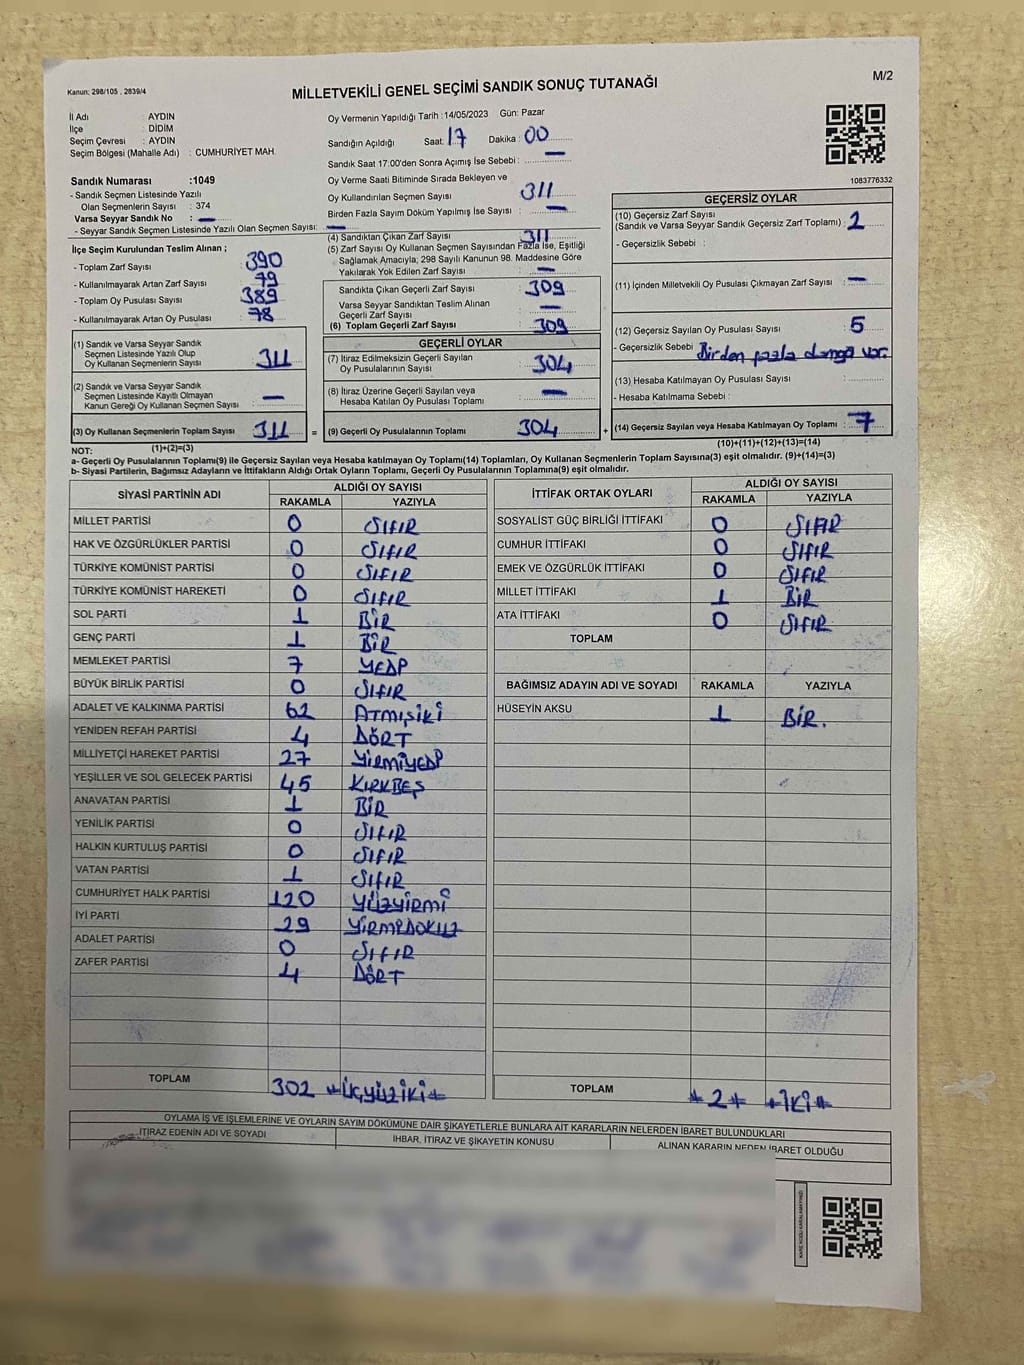 Kanun: 298/105 , 2839/4
MİLLETVEKİLİ GENEL SEÇİMİ SANDIK SONUÇ TUTANAĞI
M/2
İl Adı : AYDIN
İlçe : DİDİM
Seçim Çevresi : AYDIN
Seçim Bölgesi (Mahalle Adı) : CUMHURİYET MAH.
Oy Vermenin Yapıldığı Tarih :14/05/2023 Gün: Pazar
Sandığın Açıldığı Saat: 17 Dakika : 00
Sandık Saat 17:00'den Sonra Açımış İse Sebebi : —
Sandık Numarası :1049
- Sandık Seçmen Listesinde Yazılı
Olan Seçmenlerin Sayısı : 374
Varsa Seyyar Sandık No : —
- Seyyar Sandık Seçmen Listesinde Yazılı Olan Seçmen Sayısı: —
Oy Verme Saati Bitiminde Sırada Bekleyen ve
Oy Kullandırılan Seçmen Sayısı 311
Birden Fazla Sayım Döküm Yapılmış İse Sayısı : —
1083776332
İlçe Seçim Kurulundan Teslim Alınan ;
- Toplam Zarf Sayısı 390
- Kullanılmayarak Artan Zarf Sayısı 79
- Toplam Oy Pusulası Sayısı 389
- Kullanılmayarak Artan Oy Pusulası 78
(1) Sandık ve Varsa Seyyar Sandık
Seçmen Listesinde Yazılı Olup
Oy Kullanan Seçmenlerin Sayısı 311
(2) Sandık ve Varsa Seyyar Sandık
Seçmen Listesinde Kayıtlı Olmayan
Kanun Gereği Oy Kullanan Seçmen Sayısı —
(3) Oy Kullanan Seçmenlerin Toplam Sayısı 311 =
(1)+(2)=(3)
(4) Sandıktan Çıkan Zarf Sayısı 311
(5) Zarf Sayısı Oy Kullanan Seçmen Sayısından Fazla İse, Eşitliği
Sağlamak Amacıyla; 298 Sayılı Kanunun 98. Maddesine Göre
Yakılarak Yok Edilen Zarf Sayısı —
Sandıkta Çıkan Geçerli Zarf Sayısı 309
Varsa Seyyar Sandıktan Teslim Alınan
Geçerli Zarf Sayısı —
(6) Toplam Geçerli Zarf Sayısı 309
GEÇERLİ OYLAR
(7) İtiraz Edilmeksizin Geçerli Sayılan
Oy Pusulalarının Sayısı 304
(8) İtiraz Üzerine Geçerli Sayılan veya
Hesaba Katılan Oy Pusulası Toplamı —
(9) Geçerli Oy Pusulalarının Toplamı 304 +
GEÇERSİZ OYLAR
(10) Geçersiz Zarf Sayısı
(Sandık ve Varsa Seyyar Sandık Geçersiz Zarf Toplamı) : 2
- Geçersizlik Sebebi :
(11) İçinden Milletvekili Oy Pusulası Çıkmayan Zarf Sayısı : —
(12) Geçersiz Sayılan Oy Pusulası Sayısı 5
- Geçersizlik Sebebi Birden fazla damga var.
(13) Hesaba Katılmayan Oy Pusulası Sayısı :
- Hesaba Katılmama Sebebi :
(14) Geçersiz Sayılan veya Hesaba Katılmayan Oy Toplamı : 7
(10)+(11)+(12)+(13)=(14)
NOT:
a- Geçerli Oy Pusulalarının Toplamı(9) ile Geçersiz Sayılan veya Hesaba Katılmayan Oy Toplamı(14) Toplamları, Oy Kullanan Seçmenlerin Toplam Sayısına(3) eşit olmalıdır. (9)+(14)=(3)
b- Siyasi Partilerin, Bağımsız Adayların ve İttifakların Aldığı Ortak Oyların Toplamı, Geçerli Oy Pusulalarının Toplamına(9) eşit olmalıdır.
SİYASİ PARTİNİN ADI ALDIĞI OY SAYISI
RAKAMLA YAZIYLA
MİLLET PARTİSİ 0 SIFIR
HAK VE ÖZGÜRLÜKLER PARTİSİ 0 SIFIR
TÜRKİYE KOMÜNİST PARTİSİ 0 SIFIR
TÜRKİYE KOMÜNİST HAREKETİ 0 SIFIR
SOL PARTİ 1 BİR
GENÇ PARTİ 1 BİR
MEMLEKET PARTİSİ 7 YEDİ
BÜYÜK BİRLİK PARTİSİ 0 SIFIR
ADALET VE KALKINMA PARTİSİ 62 ATMIŞİKİ
YENİDEN REFAH PARTİSİ 4 DÖRT
MİLLİYETÇİ HAREKET PARTİSİ 27 YİRMİYEDİ
YEŞİLLER VE SOL GELECEK PARTİSİ 45 KIRKBEŞ
ANAVATAN PARTİSİ 1 BİR
YENİLİK PARTİSİ 0 SIFIR
HALKIN KURTULUŞ PARTİSİ 0 SIFIR
VATAN PARTİSİ 1 SIFIR
CUMHURİYET HALK PARTİSİ 120 YÜZYİRMİ
İYİ PARTİ 29 YİRMİDOKUZ
ADALET PARTİSİ 0 SIFIR
ZAFER PARTİSİ 4 DÖRT
TOPLAM 302 ÜÇYÜZİKİ
İTTİFAK ORTAK OYLARI ALDIĞI OY SAYISI
RAKAMLA YAZIYLA
SOSYALİST GÜÇ BİRLİĞİ İTTİFAKI 0 SIFIR
CUMHUR İTTİFAKI 0 SIFIR
EMEK VE ÖZGÜRLÜK İTTİFAKI 0 SIFIR
MİLLET İTTİFAKI 1 BİR
ATA İTTİFAKI 0 SIFIR
TOPLAM
BAĞIMSIZ ADAYIN ADI VE SOYADI RAKAMLA YAZIYLA
HÜSEYİN AKSU 1 BİR.
TOPLAM 2 İKİ
OYLAMA İŞ VE İŞLEMLERİNE VE OYLARIN SAYIM DÖKÜMÜNE DAİR ŞİKAYETLERLE BUNLARA AİT KARARLARIN NELERDEN İBARET BULUNDUKLARI
İTİRAZ EDENİN ADI VE SOYADI İHBAR, İTİRAZ VE ŞİKAYETİN KONUSU ALINAN KARARIN NEDEN İBARET OLDUĞU